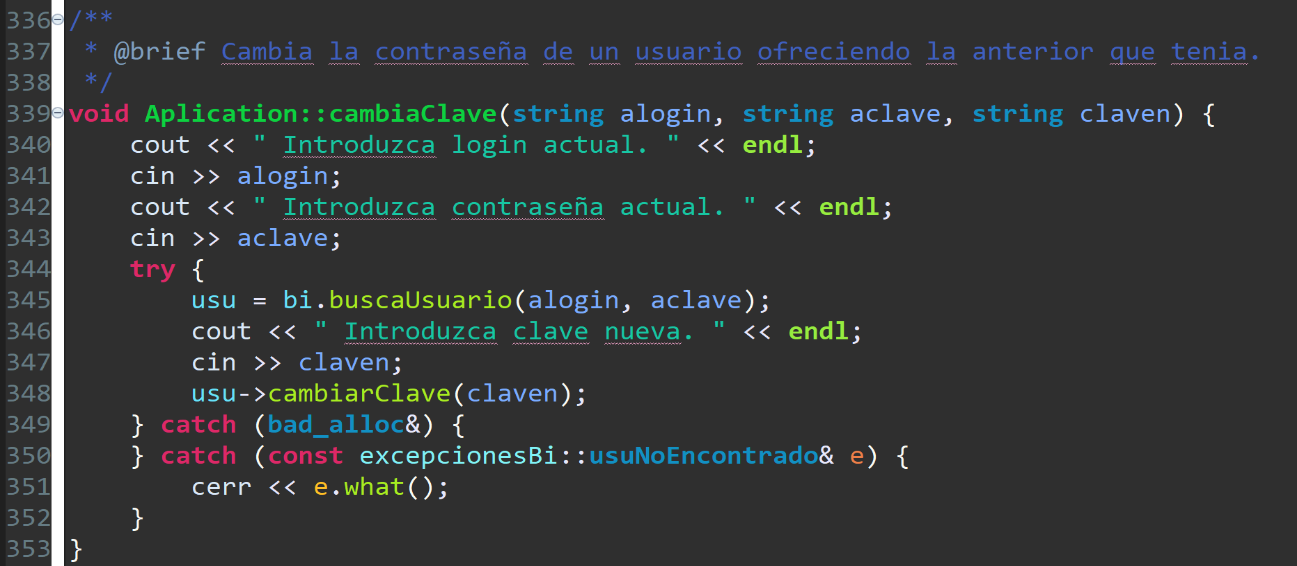 336 /**
337  * @brief Cambia la contraseña de un usuario ofreciendo la anterior que tenia.
338  */
339 void Aplication::cambiaClave(string alogin, string aclave, string claven) {
340     cout << " Introduzca login actual. " << endl;
341     cin >> alogin;
342     cout << " Introduzca contraseña actual. " << endl;
343     cin >> aclave;
344     try {
345         usu = bi.buscaUsuario(alogin, aclave);
346         cout << " Introduzca clave nueva. " << endl;
347         cin >> claven;
348         usu->cambiarClave(claven);
349     } catch (bad_alloc&) {
350     } catch (const excepcionesBi::usuNoEncontrado& e) {
351         cerr << e.what();
352     }
353 }